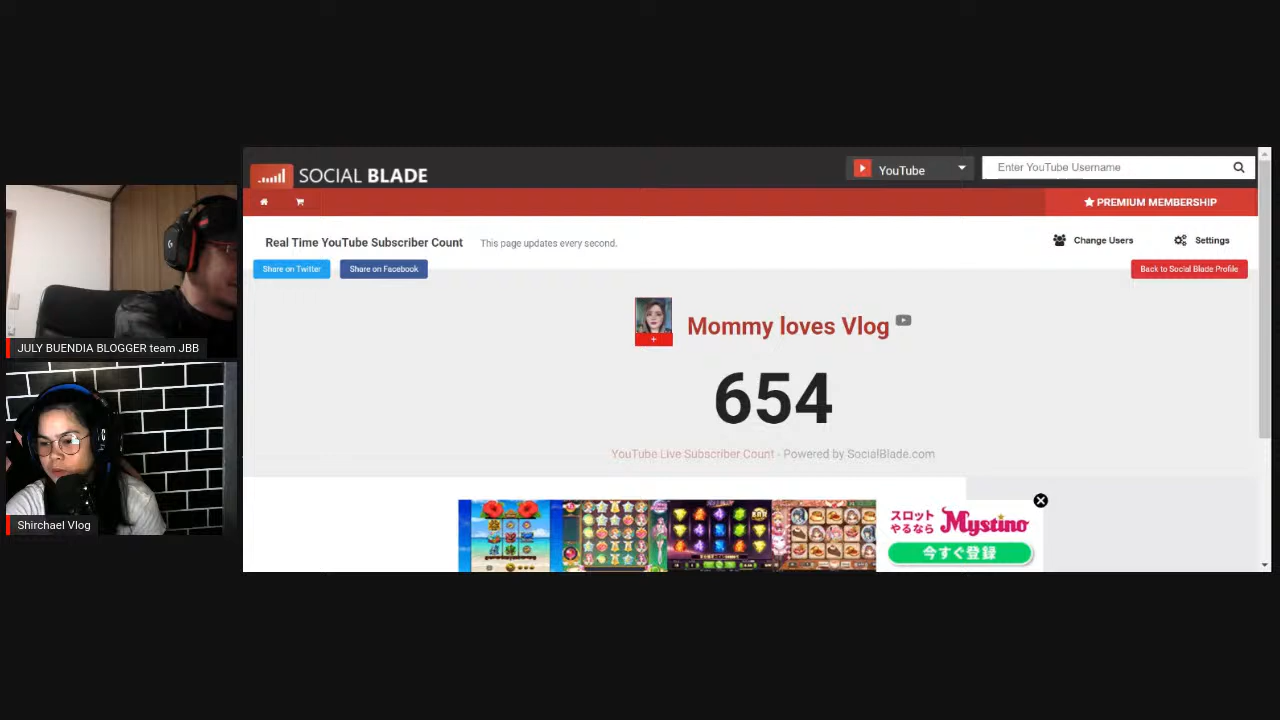 SOCIAL BLADE
YouTube
Enter YouTube Username
PREMIUM MEMBERSHIP
Real Time YouTube Subscriber Count
This page updates every second.
Change Users
Settings
Share on Twitter
Share on Facebook
Back to Social Blade Profile
Mommy loves Vlog
654
YouTube Live Subscriber Count - Powered by SocialBlade.com
スロット
やるなら
Mystino
今すぐ登録
JULY BUENDIA BLOGGER team JBB
Shirchael Vlog